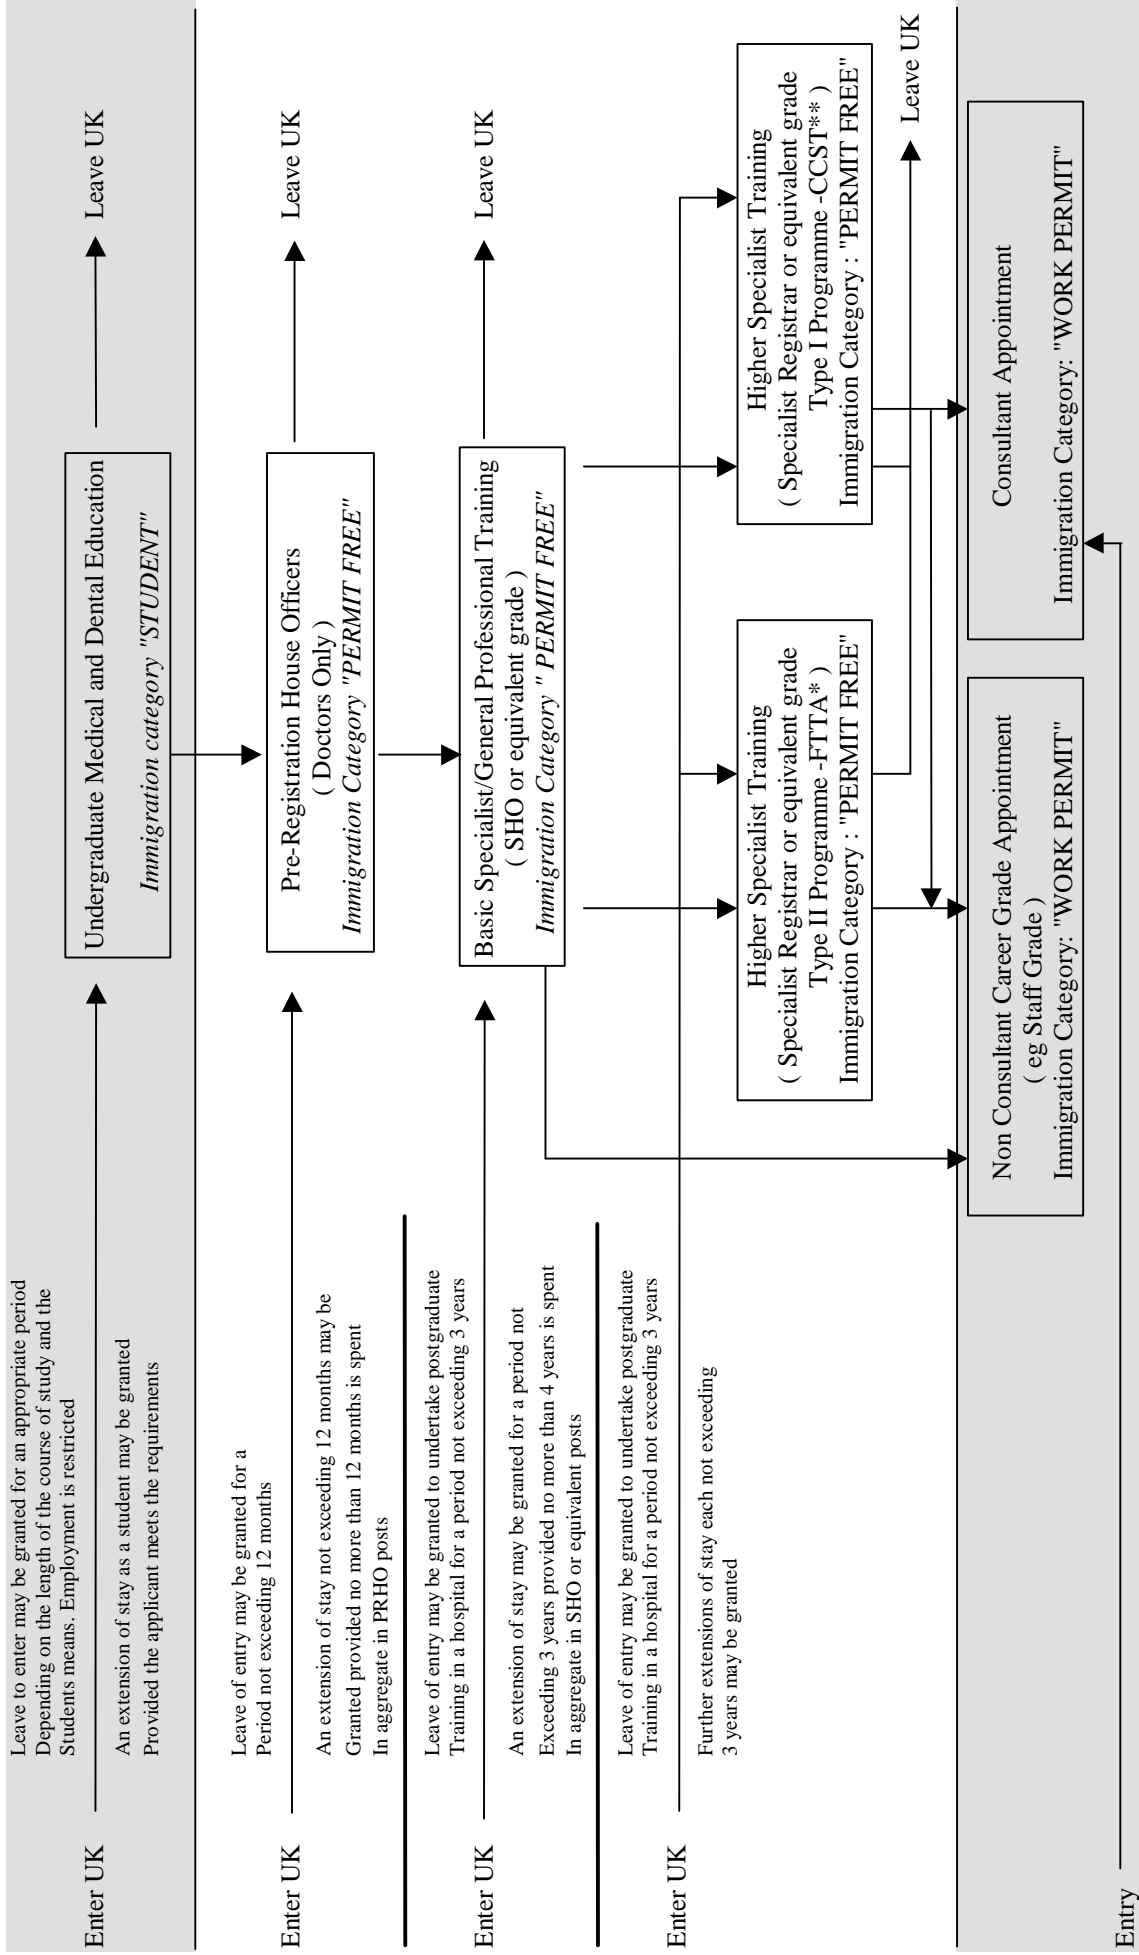 Leave to enter may be granted for an appropriate period
Depending on the length of the course of study and the
Students means. Employment is restricted
Enter UK
An extension of stay as a student may be granted
Provided the applicant meets the requirements
Undergraduate Medical and Dental Education
Immigration category "STUDENT"
Leave UK
Leave of entry may be granted for a
Period not exceeding 12 months
Enter UK
An extension of stay not exceeding 12 months may be
Granted provided no more than 12 months is spent
In aggregate in PRHO posts
Pre-Registration House Officers
( Doctors Only )
Immigration Category "PERMIT FREE"
Leave UK
Leave of entry may be granted to undertake postgraduate
Training in a hospital for a period not exceeding 3 years
Enter UK
An extension of stay may be granted for a period not
Exceeding 3 years provided no more than 4 years is spent
In aggregate in SHO or equivalent posts
Basic Specialist/General Professional Training
( SHO or equivalent grade )
Immigration Category " PERMIT FREE"
Leave UK
Leave of entry may be granted to undertake postgraduate
Training in a hospital for a period not exceeding 3 years
Enter UK
Further extensions of stay each not exceeding
3 years may be granted
Higher Specialist Training
( Specialist Registrar or equivalent grade
Type II Programme -FTTA* )
Immigration Category : "PERMIT FREE"
Higher Specialist Training
( Specialist Registrar or equivalent grade
Type I Programme -CCST** )
Immigration Category : "PERMIT FREE"
Leave UK
Non Consultant Career Grade Appointment
( eg Staff Grade )
Immigration Category: "WORK PERMIT"
Consultant Appointment
Immigration Category: "WORK PERMIT"
Entry